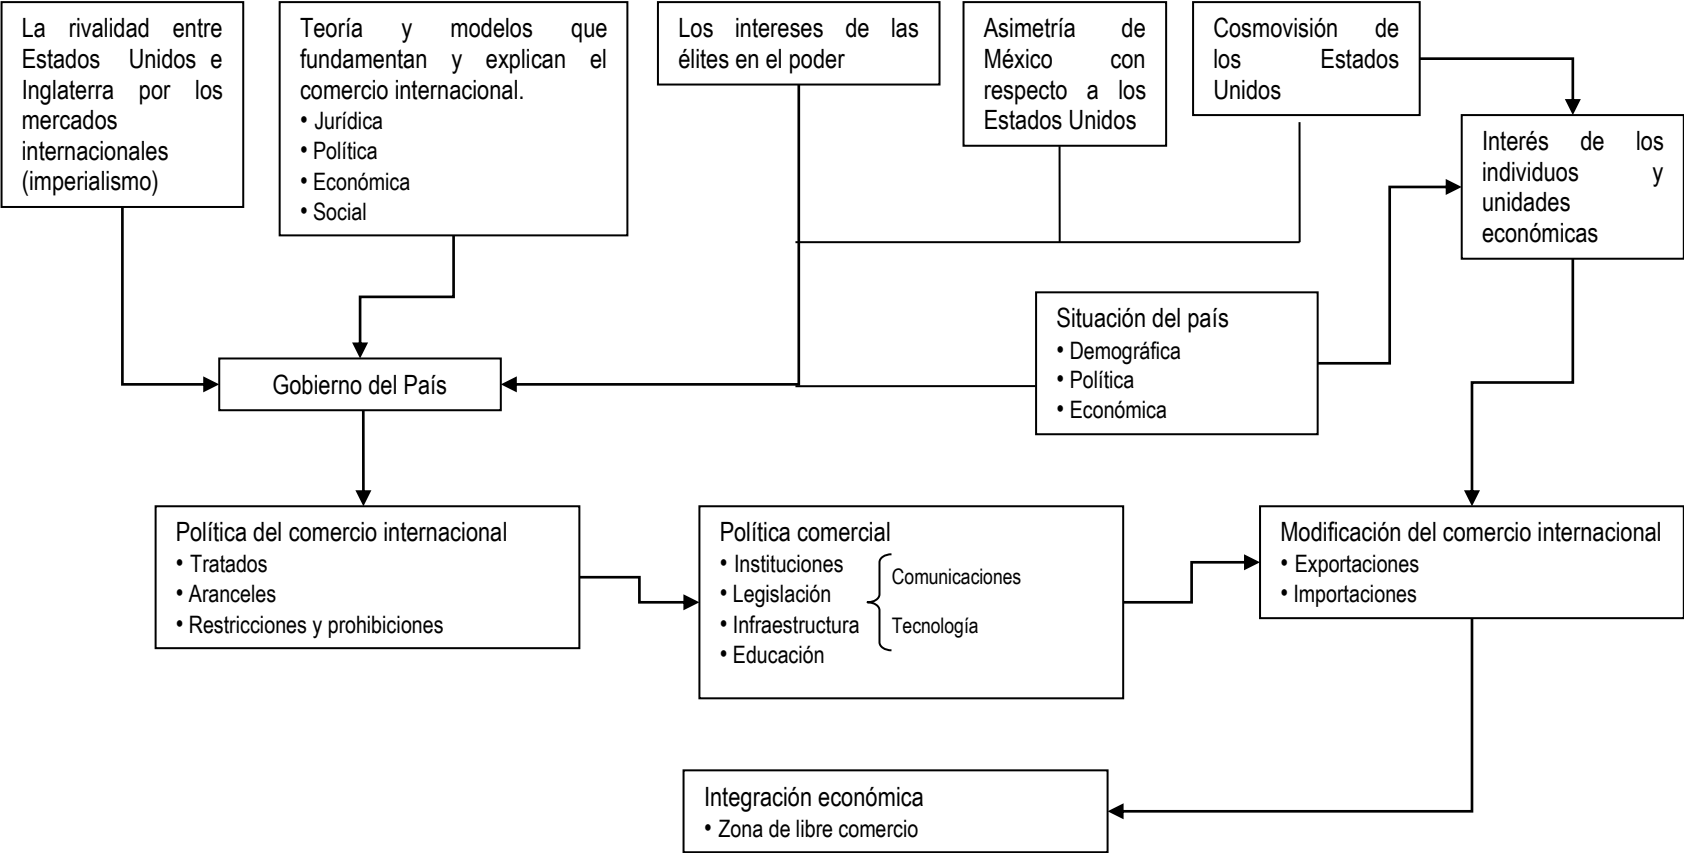 La rivalidad entre
Estados Unidos e
Inglaterra por los
mercados
internacionales
(imperialismo)
Teoría y modelos que
fundamentan y explican el
comercio internacional.
• Jurídica
• Política
• Económica
• Social
Los intereses de las
élites en el poder
Asimetría de
México con
respecto a los
Estados Unidos
Cosmovisión de
los Estados
Unidos
Interés de los
individuos y
unidades
económicas
Situación del país
• Demográfica
• Política
• Económica
Gobierno del País
Política del comercio internacional
• Tratados
• Aranceles
• Restricciones y prohibiciones
Política comercial
• Instituciones
• Legislación
• Infraestructura
• Educación
Comunicaciones
Tecnología
Modificación del comercio internacional
• Exportaciones
• Importaciones
Integración económica
• Zona de libre comercio